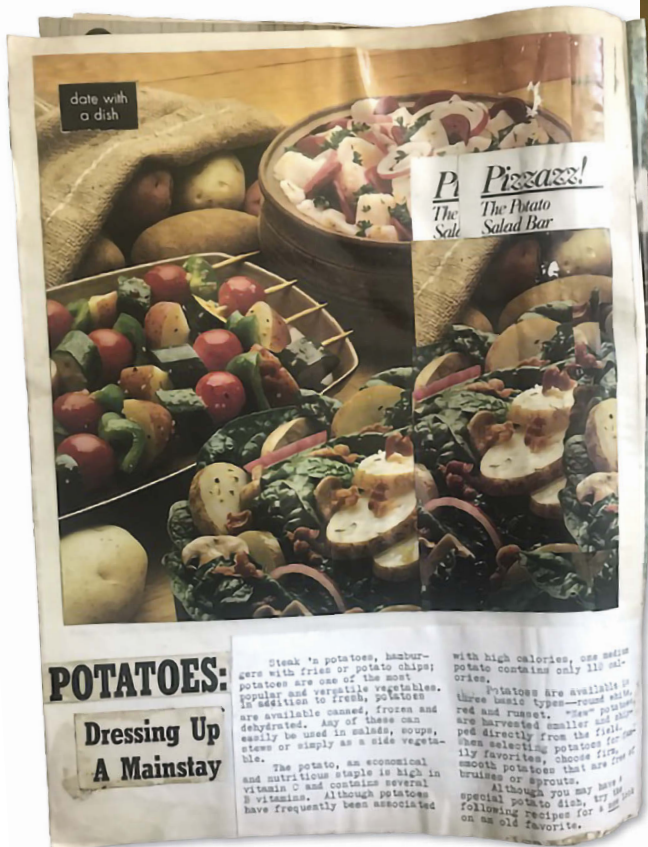 date with
a dish
Pi
The
Sala
Pizzazz!
The Potato
Salad Bar
POTATOES:
Dressing Up
A Mainstay
Steak 'n potatoes, hambur-
gers with fries or potato chips;
potatoes are one of the most
popular and versatile vegetables.
In addition to fresh, potatoes
are available canned, frozen and
dehydrated. Any of these can
easily be used in salads, soups,
stews or simply as a side vegeta-
ble.
The potato, an economical
and nutritious staple is high in
vitamin C and contains several
B vitamins. Although potatoes
have frequently been associated
with high calories, one medium
potato contains only 110 cal-
ories.
Potatoes are available in
three basic types—round white,
red and russet. "New" potatoes
are harvested smaller and ship-
ped directly from the field.
When selecting potatoes for fam-
ily favorites, choose firm,
smooth potatoes that are free of
bruises or sprouts.
Although you may have a
special potato dish, try the
following recipes for a new look
on an old favorite.